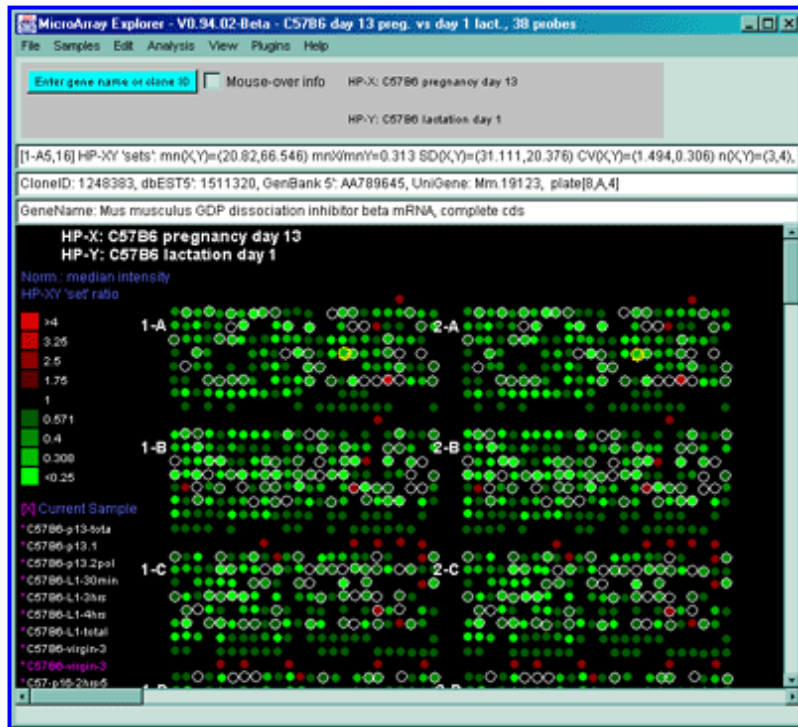 MicroArray Explorer - V0.94.02-Beta - C57B6 day 13 preg. vs day 1 lact., 38 probes
File Samples Edit Analysis View Plugins Help
Enter gene name or clone ID Mouse-over info HP-X: C57B6 pregnancy day 13
HP-Y: C57B6 lactation day 1
[1-A5,16] HP-XY 'sets': mn(X,Y)=(20.82,66.546) mnX/mnY=0.313 SD(X,Y)=(31.111,20.376) CV(X,Y)=(1.494,0.306) n(X,Y)=(3,4),
CloneID: 1248383, dbEST5': 1511320, GenBank 5': AA789645, UniGene: Mm.19123, plate[8,A,4]
GeneName: Mus musculus GDP dissociation inhibitor beta mRNA, complete cds
HP-X: C57B6 pregnancy day 13
HP-Y: C57B6 lactation day 1
Norm.: median intensity
HP-XY 'set' ratio
>4
3.25
2.5
1.75
1
0.571
0.4
0.308
<0.25
1-A 2-A
1-B 2-B
1-C 2-C
[X] Current Sample
*C57B6-p13-tota
*C57B6-p13.1
*C57B6-p13.2pol
*C57B6-L1-30min
*C57B6-L1-3hrs
*C57B6-L1-4hrs
*C57B6-L1-total
*C57B6-virgin-3
*C57B6-virgin-3